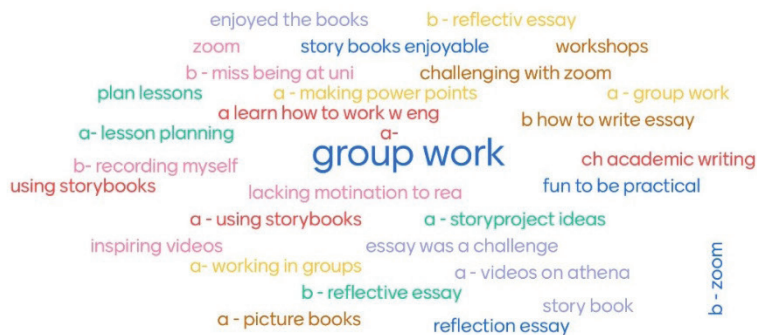 enjoyed the books
b - reflectiv essay
zoom
story books enjoyable
workshops
b - miss being at uni
challenging with zoom
plan lessons
a - making power points
a - group work
a learn how to work w eng
b how to write essay
a- lesson planning
a-
group work
ch academic writing
b- recording myself
using storybooks
lacking motination to rea
fun to be practical
a - using storybooks
a - storyproject ideas
inspiring videos
essay was a challenge
a- working in groups
a - videos on athena
b - zoom
b - reflective essay
story book
a - picture books
reflection essay